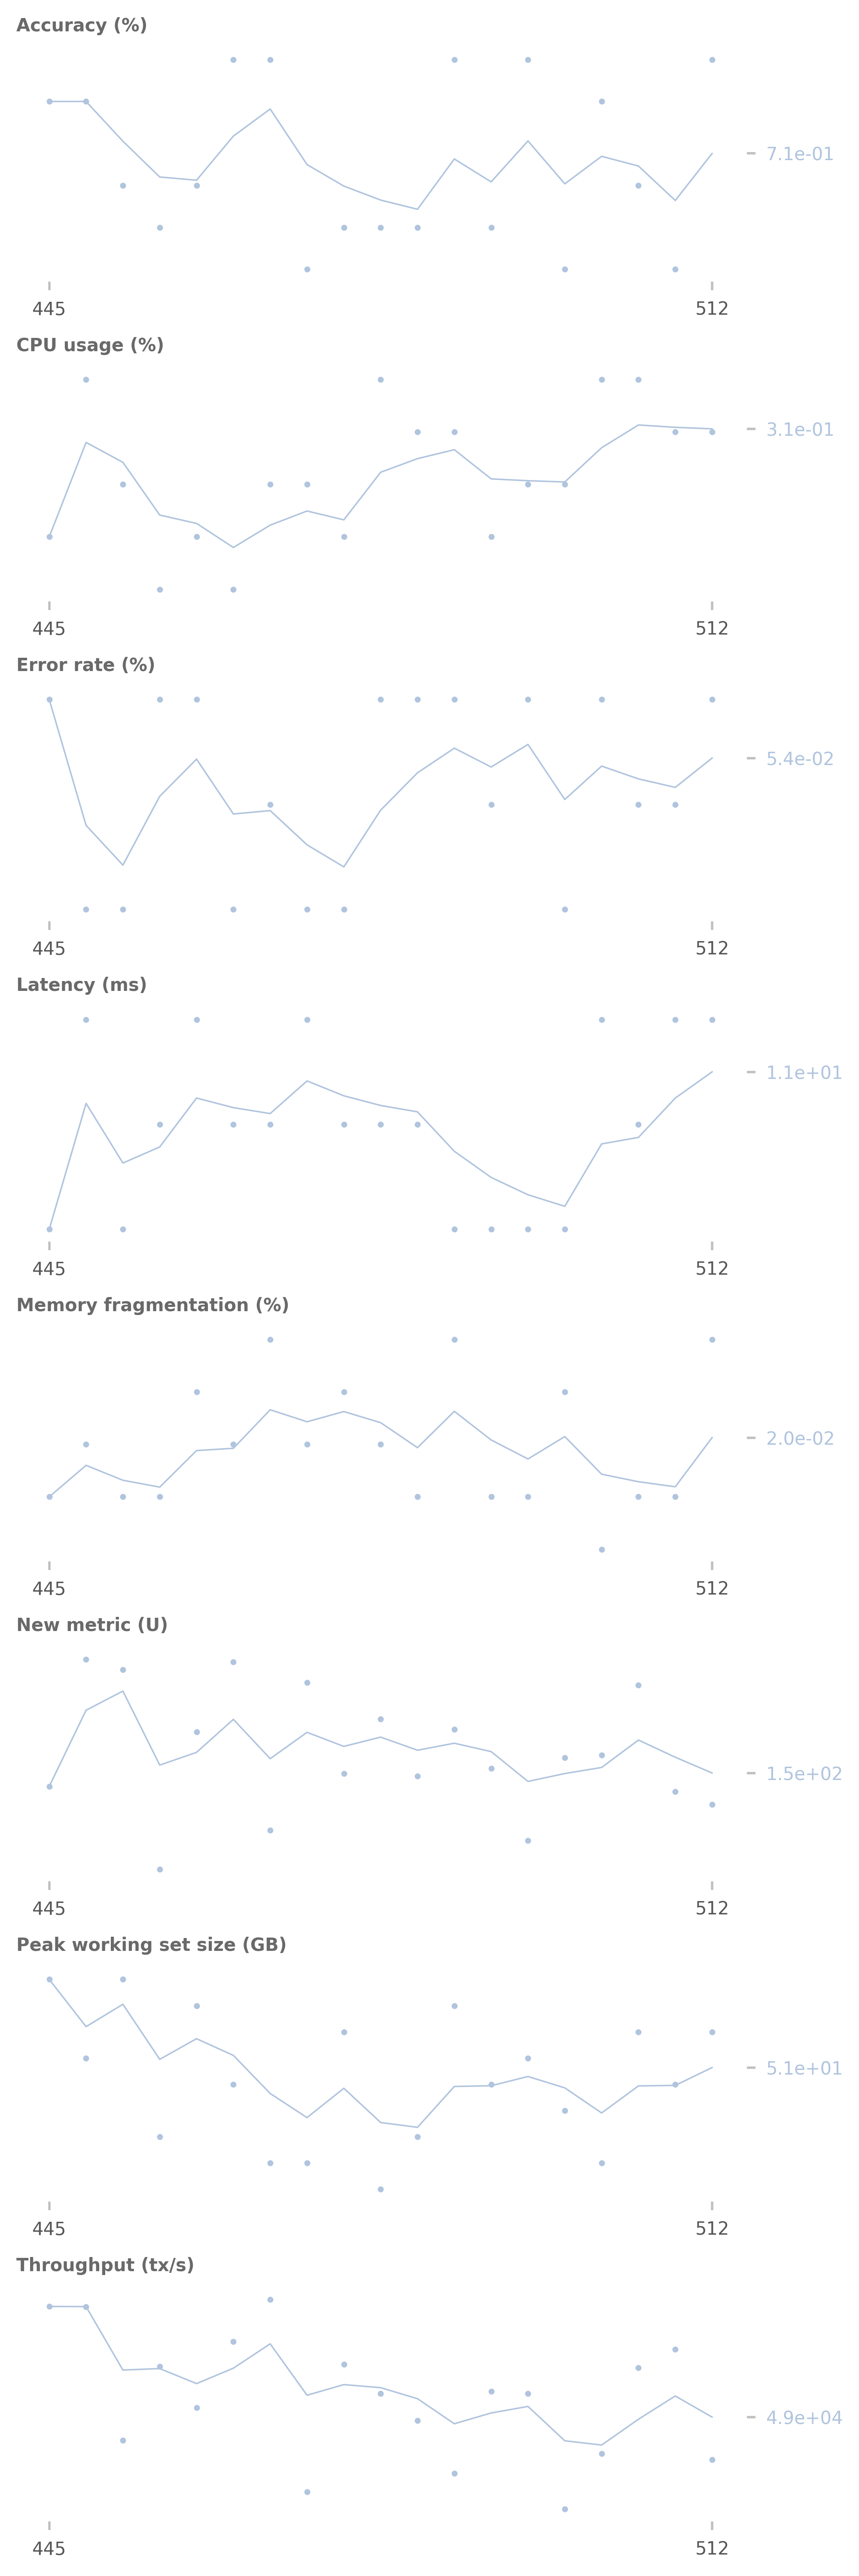 Accuracy (%)
7.1e-01
445 512
CPU usage (%)
3.1e-01
445 512
Error rate (%)
5.4e-02
445 512
Latency (ms)
1.1e+01
445 512
Memory fragmentation (%)
2.0e-02
445 512
New metric (U)
1.5e+02
445 512
Peak working set size (GB)
5.1e+01
445 512
Throughput (tx/s)
4.9e+04
445 512